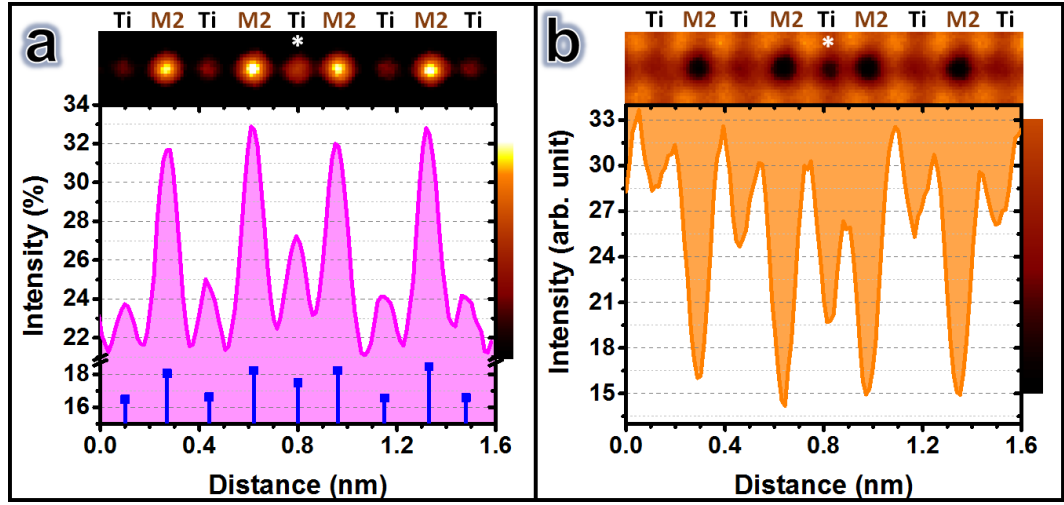 Ti M2 Ti M2 Ti M2 Ti M2 Ti
a
*
34
32
30
28
26
24
22
18
16
Intensity (%)
0.0 0.4 0.8 1.2 1.6
Distance (nm)
Ti M2 Ti M2 Ti M2 Ti M2 Ti
b
*
33
30
27
24
21
18
15
Intensity (arb. unit)
0.0 0.4 0.8 1.2 1.6
Distance (nm)